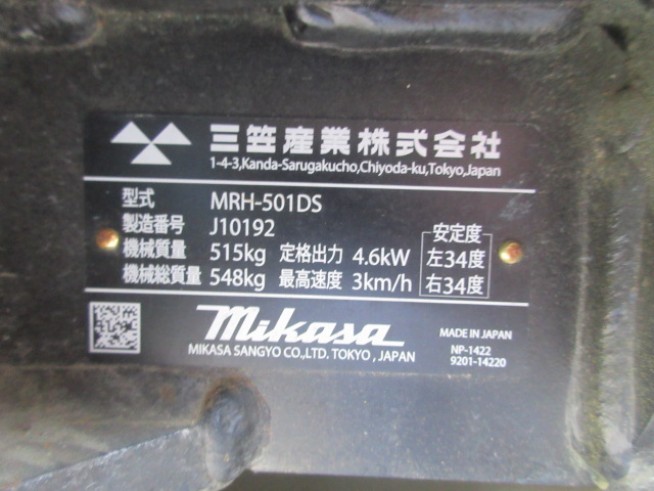 三笠産業株式会社
1-4-3,Kanda-Sarugakucho,Chiyoda-ku,Tokyo,Japan
型式 MRH-501DS
製造番号 J10192
機械質量 515kg 定格出力 4.6kW
機械総質量 548kg 最高速度 3km/h
安定度
左34度
右34度
mikasa
MIKASA SANGYO CO.,LTD. TOKYO, JAPAN
MADE IN JAPAN
NP-1422
9201-14220